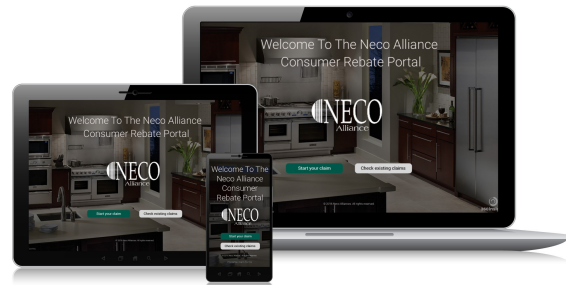 Welcome To The Neco Alliance
Consumer Rebate Portal
NECO
Alliance
Start your claim
Check existing claims
Welcome To The Neco Alliance
Consumer Rebate Portal
NECO
Alliance
Start your claim
Check existing claims
Welcome To The
Neco Alliance
Consumer
Rebate Portal
NECO
Alliance
Start your claim
Check existing claims